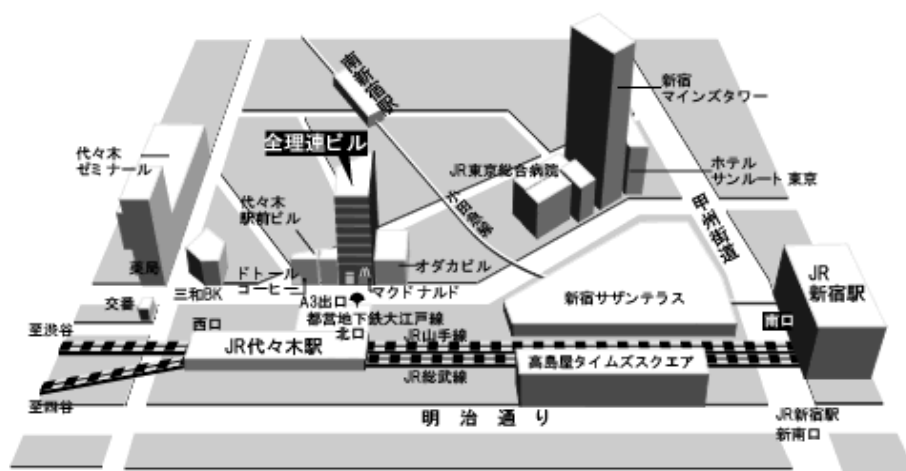 南新宿駅
新宿
マインズタワー
全理連ビル
代々木
ゼミナール
JR東京総合病院
ホテル
サンルート東京
代々木
駅前ビル
小田急線
甲州街道
オダカビル
薬局
三和BK
ドトール
コーヒー
マクドナルド
JR
新宿駅
交番
A3出口
新宿サザンテラス
都営地下鉄大江戸線
西口
北口
南口
至渋谷
JR山手線
JR代々木駅
高島屋タイムズスクエア
JR総武線
至四谷
明治通り
JR新宿駅
新南口